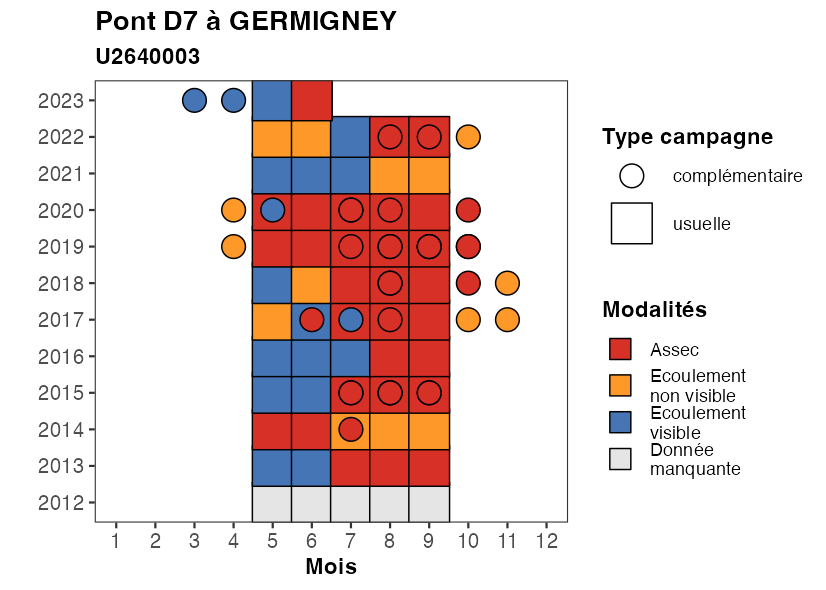 Pont D7 à GERMIGNEY
U2640003
2023
2022
2021
2020
2019
2018
2017
2016
2015
2014
2013
2012
1 2 3 4 5 6 7 8 9 10 11 12
Mois
Type campagne
complémentaire
usuelle
Modalités
Assec
Ecoulement
non visible
Ecoulement
visible
Donnée
manquante